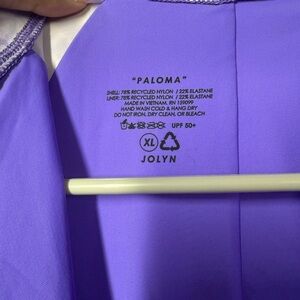 "PALOMA"
SHELL: 78% RECYCLED NYLON / 22% ELASTANE
LINER: 78% RECYCLED NYLON / 22% ELASTANE
MADE IN VIETNAM, RN 159099
HAND WASH COLD & HANG DRY
DO NOT IRON, DRY CLEAN, OR BLEACH
UPF 50+
XL
JOLYN